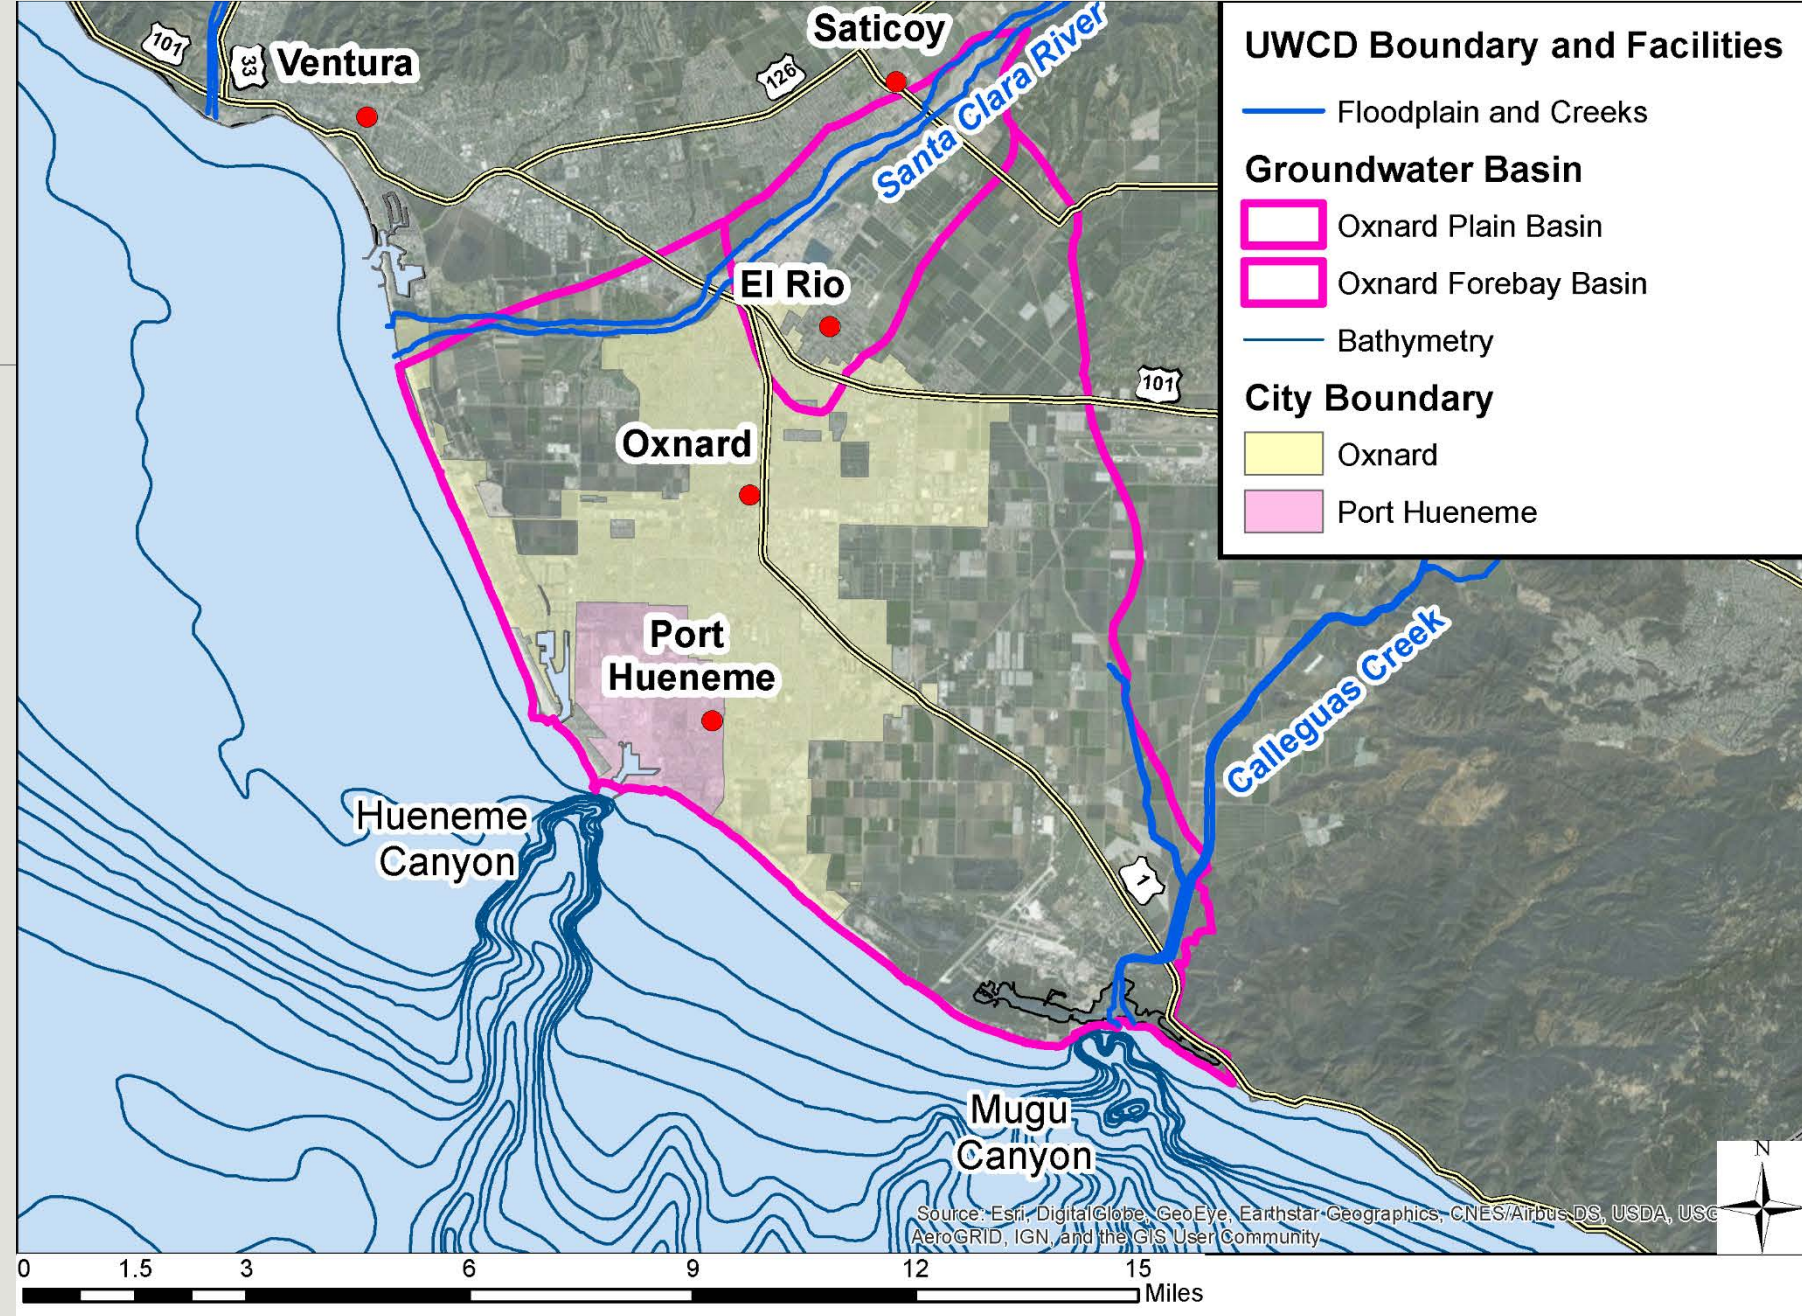 101
33
Ventura
Saticoy
126
Santa Clara River
El Rio
101
Oxnard
Port
Hueneme
Calleguas Creek
Hueneme
Canyon
1
Mugu
Canyon
UWCD Boundary and Facilities
Floodplain and Creeks
Groundwater Basin
Oxnard Plain Basin
Oxnard Forebay Basin
Bathymetry
City Boundary
Oxnard
Port Hueneme
N
Source: Esri, DigitalGlobe, GeoEye, Earthstar Geographics, CNES/Airbus DS, USDA, USG
AeroGRID, IGN, and the GIS User Community
0 1.5 3 6 9 12 15
Miles